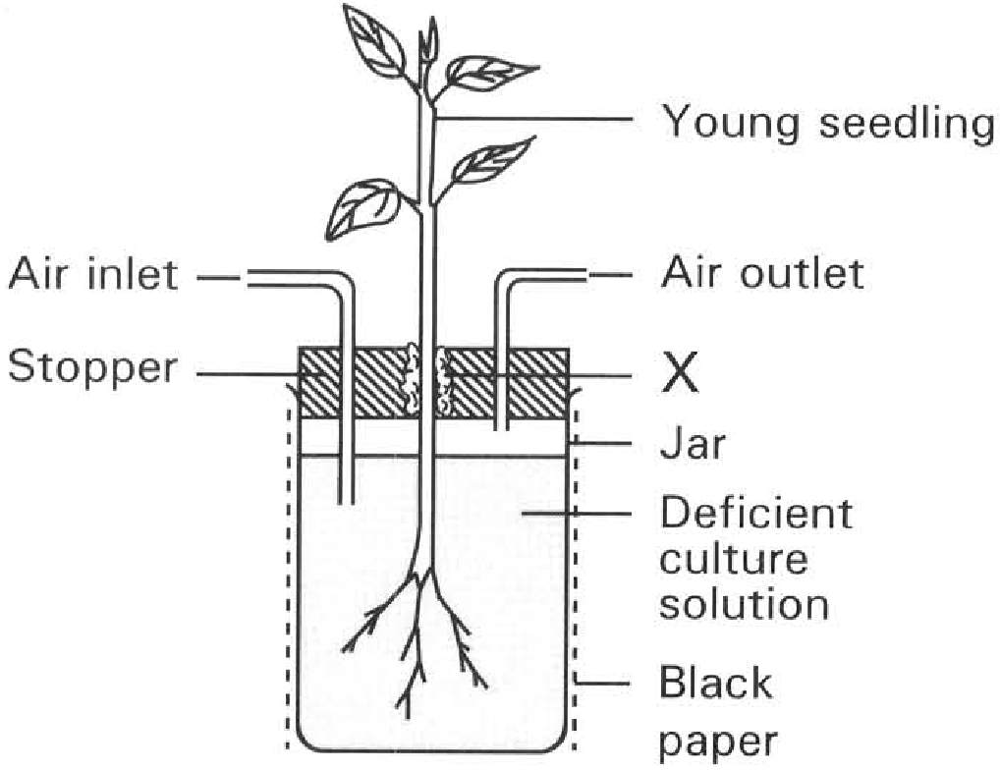 Young seedling
Air inlet
Air outlet
Stopper
X
Jar
Deficient
culture
solution
Black
paper